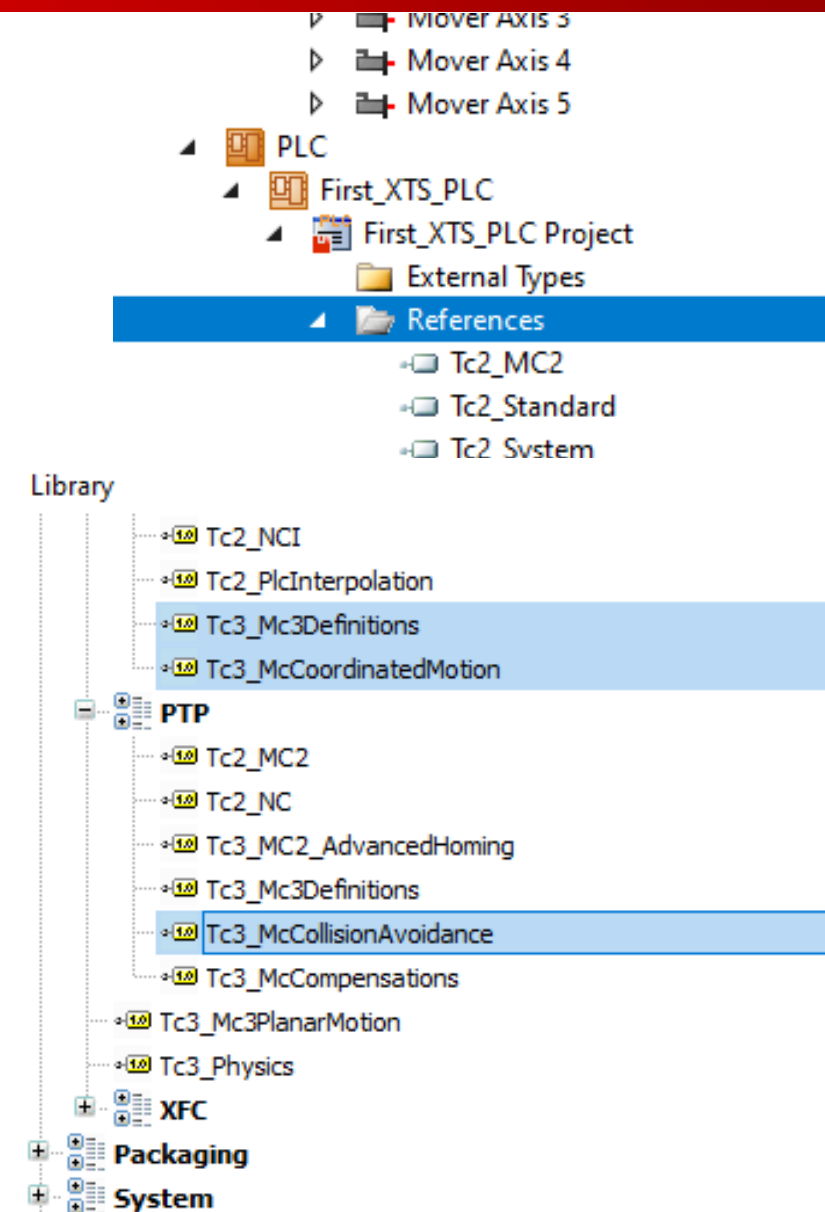 Mover Axis 3
Mover Axis 4
Mover Axis 5
PLC
First_XTS_PLC
First_XTS_PLC Project
External Types
References
Tc2_MC2
Tc2_Standard
Tc2_System
Library
Tc2_NCI
Tc2_PlcInterpolation
Tc3_Mc3Definitions
Tc3_McCoordinatedMotion
PTP
Tc2_MC2
Tc2_NC
Tc3_MC2_AdvancedHoming
Tc3_Mc3Definitions
Tc3_McCollisionAvoidance
Tc3_McCompensations
Tc3_Mc3PlanarMotion
Tc3_Physics
XFC
Packaging
System